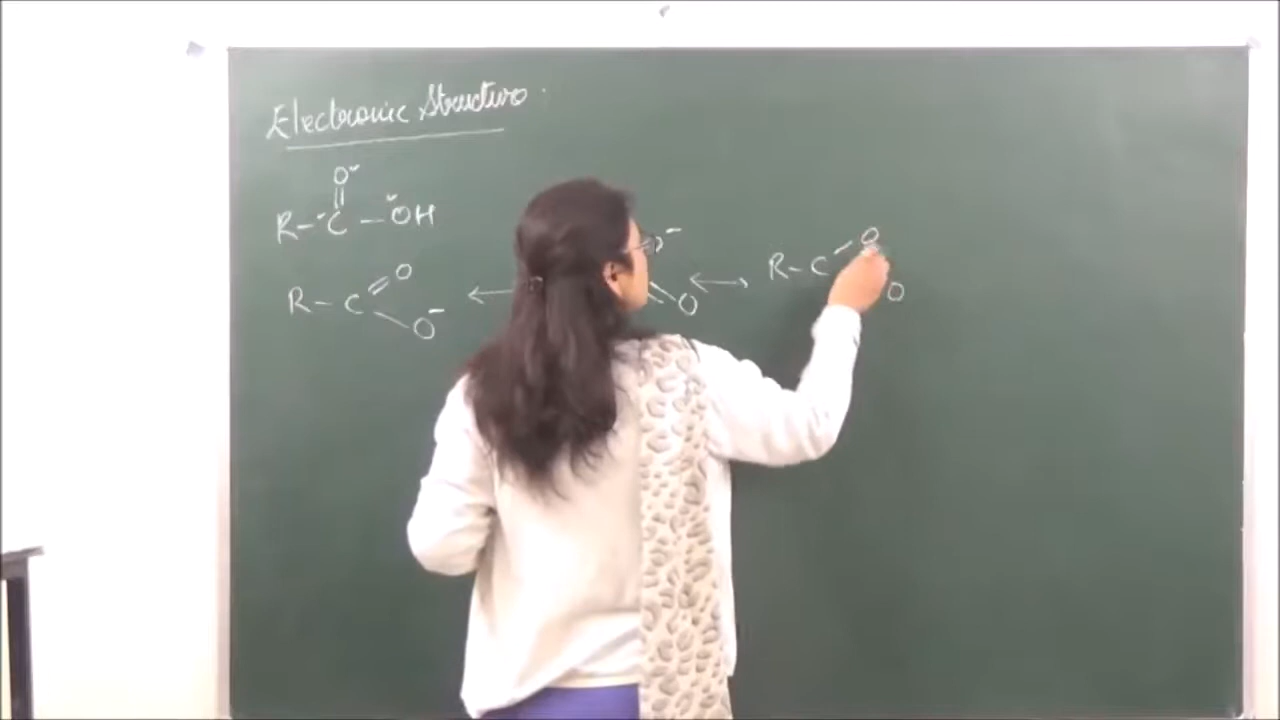 Electronic Structure
O
||
R - C - OH
R - C = O
O⁻
O
R - C - O
O